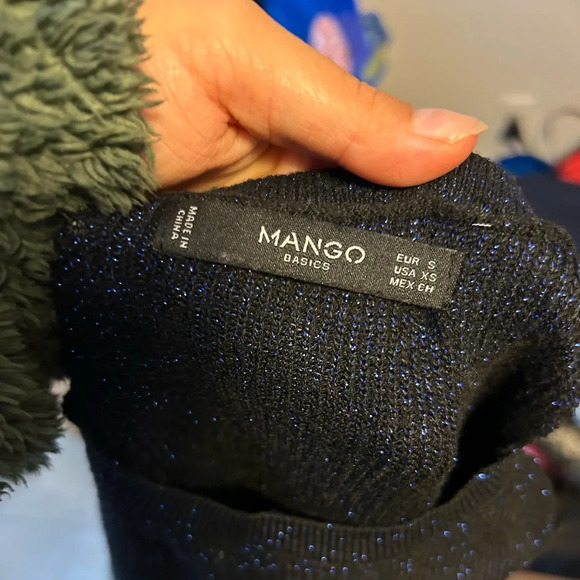 MADE IN
CHINA
MANGO
BASICS
EUR S
USA XS
MEX CH